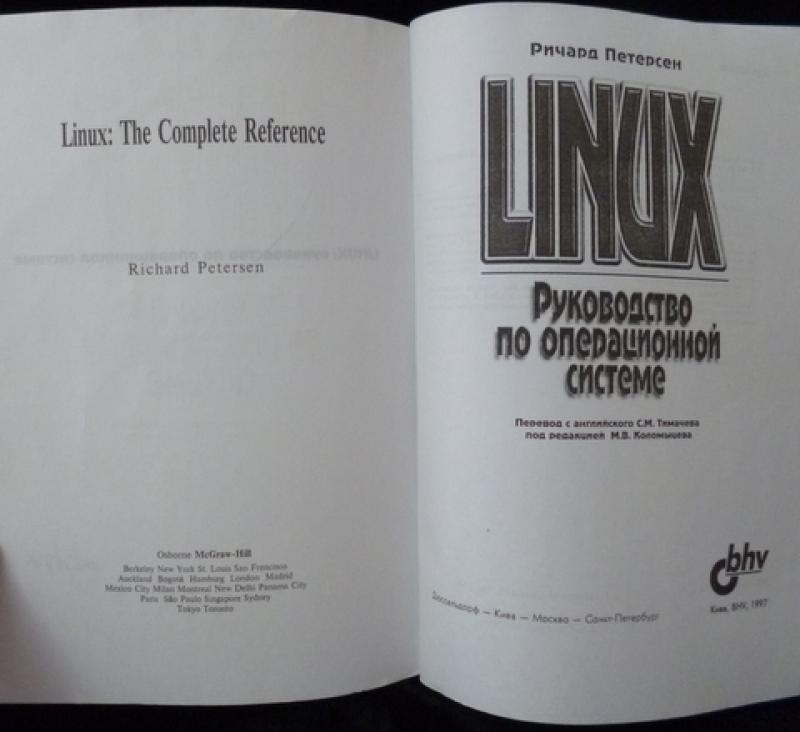 Linux: The Complete Reference
Richard Petersen
Osborne McGraw-Hill
Berkeley New York St. Louis San Francisco
Auckland Bogotá Hamburg London Madrid
Mexico City Milan Montreal New Delhi Panama City
Paris São Paulo Singapore Sydney
Tokyo Toronto
Ричард Петерсен
LINUX
Руководство
по операционной
системе
Перевод с английского С.М. Тимачева
под редакцией М.В. Коломыцева
bhv
Дюссельдорф — Киев — Москва — Санкт-Петербург
Киев, BHV, 1997